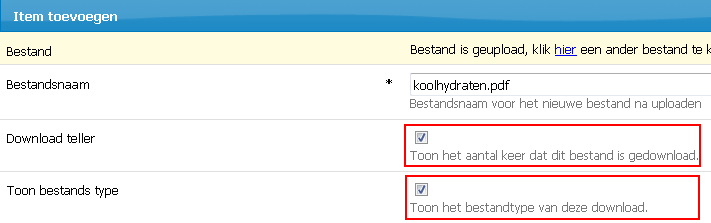 Item toevoegen
Bestand Bestand is geupload, klik hier een ander bestand te k
Bestandsnaam * koolhydraten.pdf
Bestandsnaam voor het nieuwe bestand na uploaden
Download teller
Toon het aantal keer dat dit bestand is gedownload.
Toon bestands type
Toon het bestandtype van deze download.